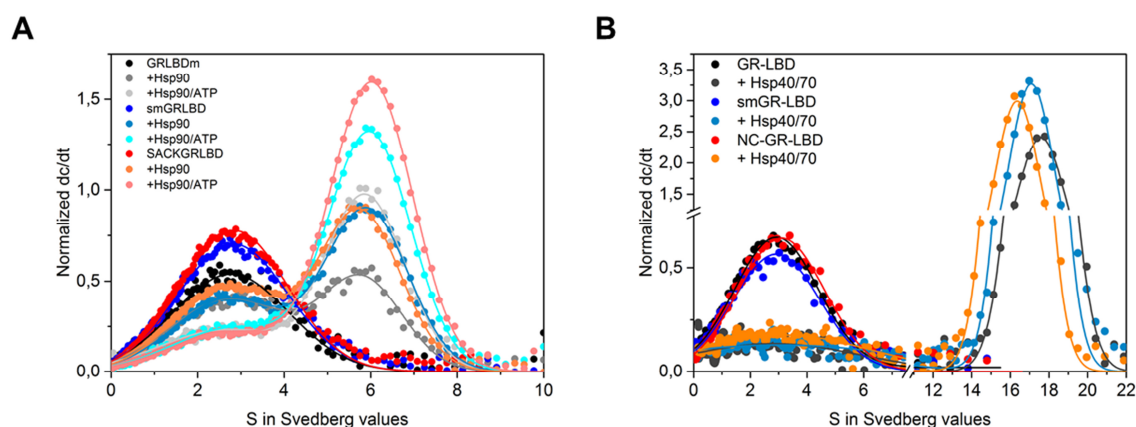 A
Normalized dc/dt
1,5
1,0
0,5
0,0
GRLBDm
+Hsp90
+Hsp90/ATP
smGRLBD
+Hsp90
+Hsp90/ATP
SACKGRLBD
+Hsp90
+Hsp90/ATP
0 2 4 6 8 10
S in Svedberg values
B
Normalized dc/dt
3,5
3,0
2,5
2,0
1,5
0,5
0,0
GR-LBD
+ Hsp40/70
smGR-LBD
+ Hsp40/70
NC-GR-LBD
+ Hsp40/70
0 2 4 6 12 14 16 18 20 22
S in Svedberg values